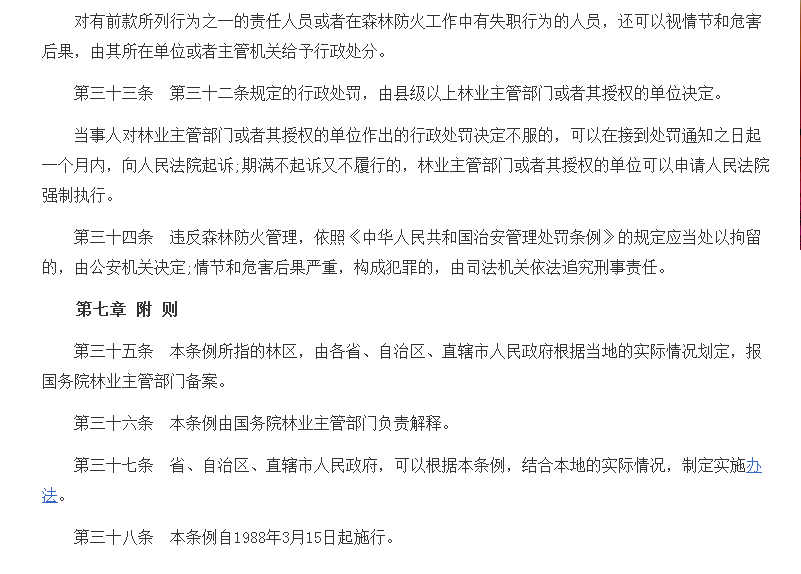 对有前款所列行为之一的责任人员或者在森林防火工作中有失职行为的人员，还可以视情节和危害
后果，由其所在单位或者主管机关给予行政处分。
第三十三条　第三十二条规定的行政处罚，由县级以上林业主管部门或者其授权的单位决定。
当事人对林业主管部门或者其授权的单位作出的行政处罚决定不服的，可以在接到处罚通知之日起
一个月内，向人民法院起诉;期满不起诉又不履行的，林业主管部门或者其授权的单位可以申请人民法院
强制执行。
第三十四条　违反森林防火管理，依照《中华人民共和国治安管理处罚条例》的规定应当处以拘留
的，由公安机关决定;情节和危害后果严重，构成犯罪的，由司法机关依法追究刑事责任。
第七章 附 则
第三十五条　本条例所指的林区，由各省、自治区、直辖市人民政府根据当地的实际情况划定，报
国务院林业主管部门备案。
第三十六条　本条例由国务院林业主管部门负责解释。
第三十七条　省、自治区、直辖市人民政府，可以根据本条例，结合本地的实际情况，制定实施办
法。
第三十八条　本条例自1988年3月15日起施行。